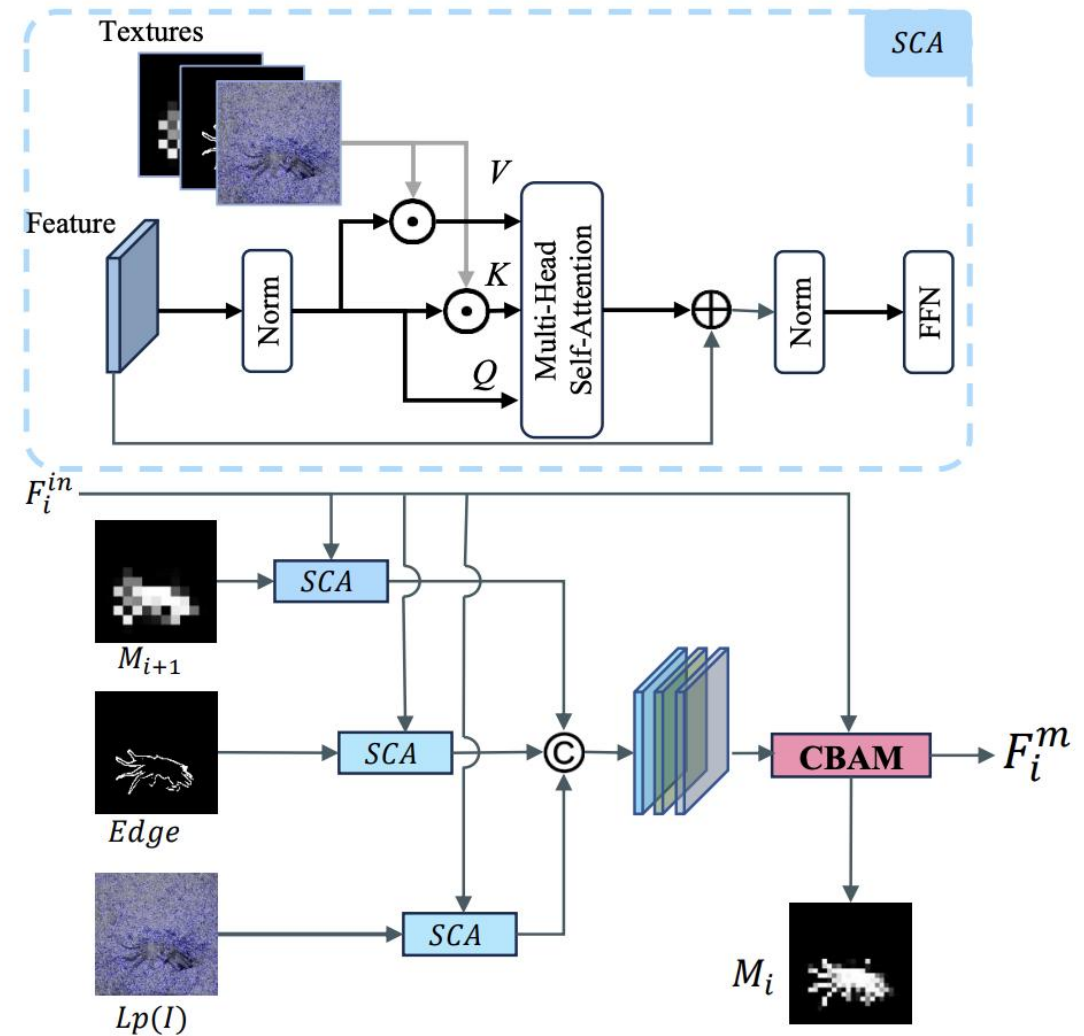 Textures
SCA
V
Feature
Norm
K
Multi-Head
Self-Attention
Norm
FFN
Q
F_i^{in}
SCA
M_{i+1}
SCA
C
CBAM
F_i^m
Edge
SCA
Lp(I)
M_i